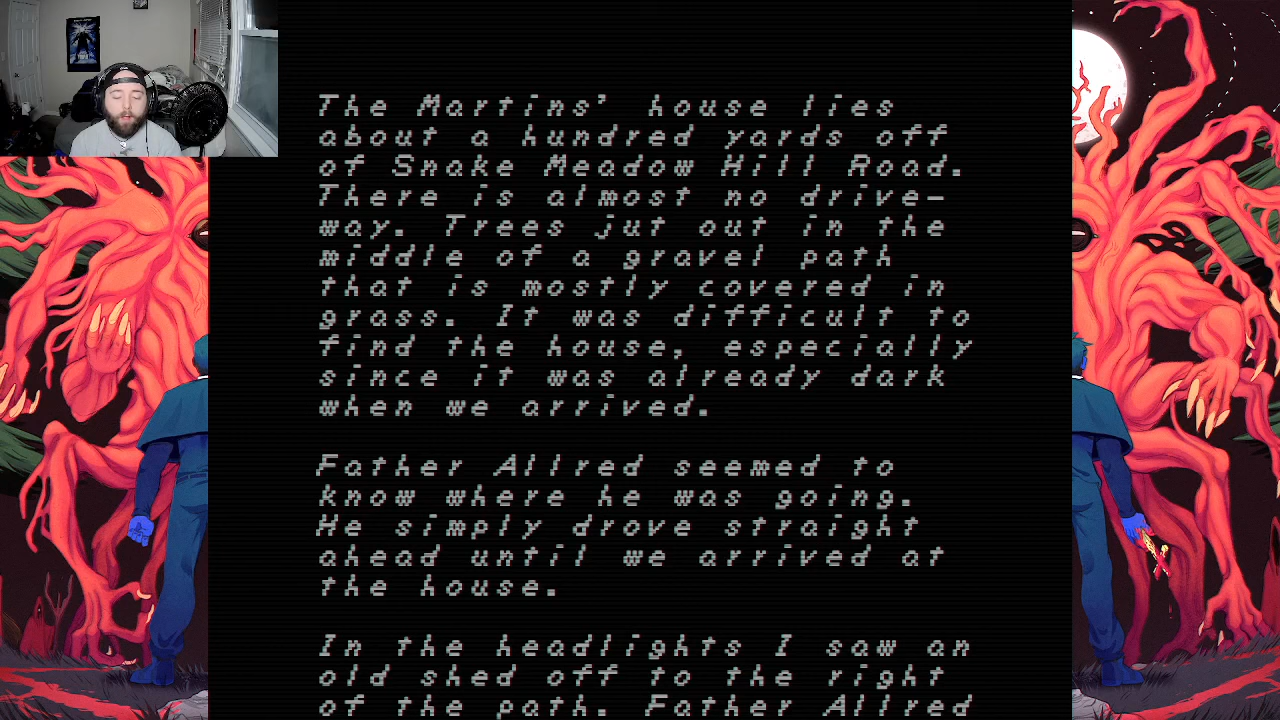 The Martins' house lies
about a hundred yards off
of Snake Meadow Hill Road.
There is almost no drive-
way. Trees jut out in the
middle of a gravel path
that is mostly covered in
grass. It was difficult to
find the house, especially
since it was already dark
when we arrived.
Father Allred seemed to
know where he was going.
He simply drove straight
ahead until we arrived at
the house.
In the headlights I saw an
old shed off to the right
of the path. Father Allred